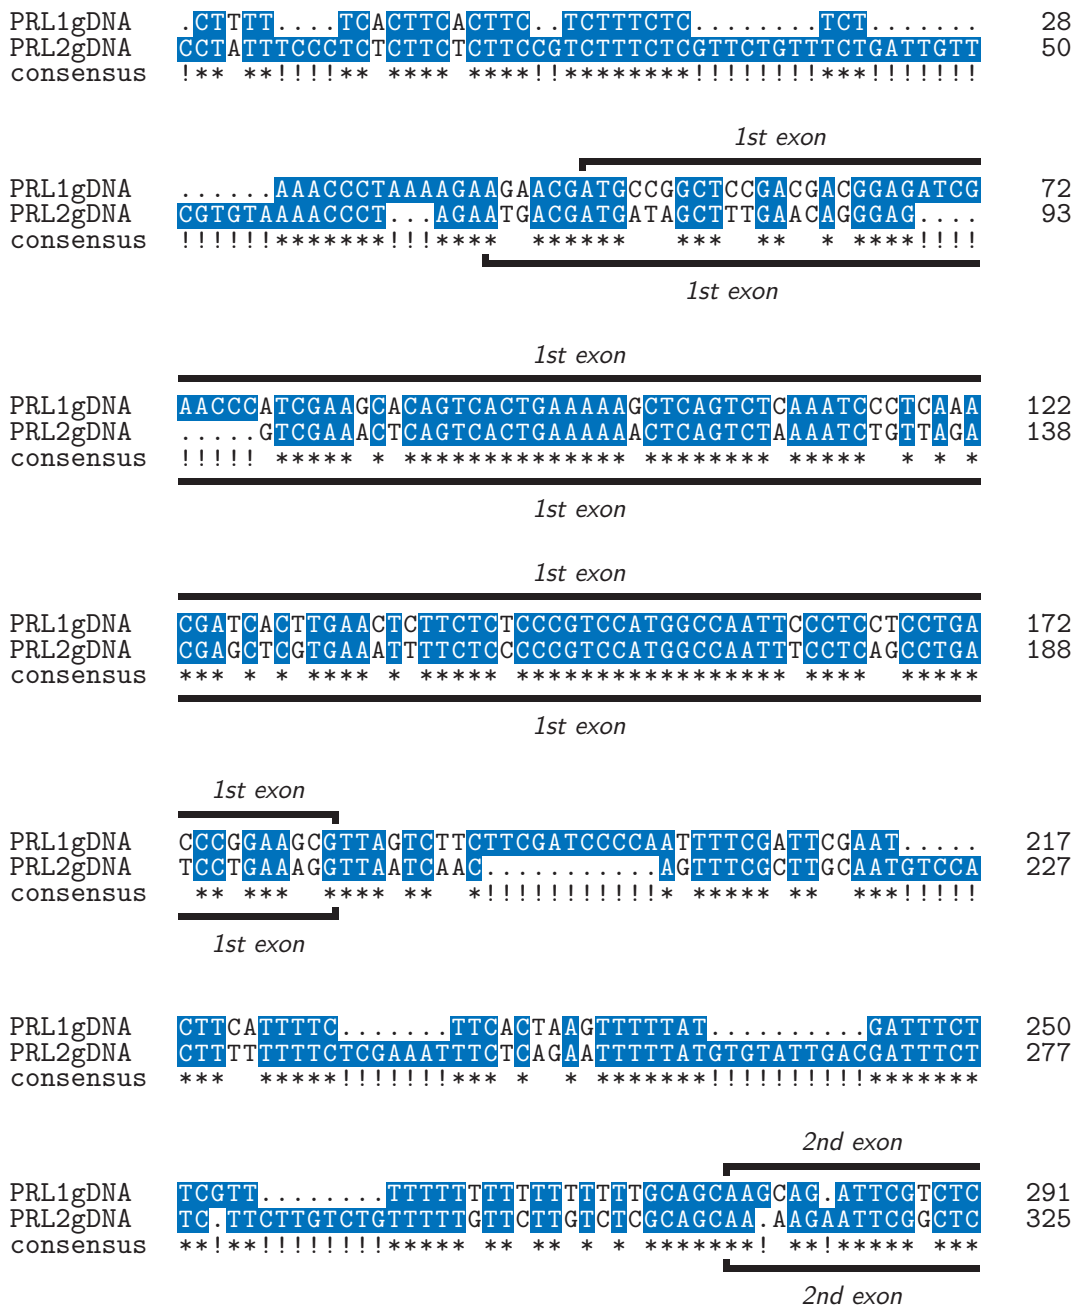 PRL1gDNA .CTTTT....TCACTTCACTTC..TCTTTCTC........TCT....... 28
PRL2gDNA CCTATTTCCCTCTCTTCTCTTCCGTCTTTCTCGTTCTGTTTCTGATTGTT 50
consensus !** **!!!!** **** ****!!********!!!!!!!!***!!!!!!!
1st exon
PRL1gDNA ......AAACCCTAAAAGAAGAACGATGCCGGCTCCGACGACGGAGATCG 72
PRL2gDNA CGTGTAAAACCCT...AGAATGACGATGATAGCTTTGAACAGGGAG.... 93
consensus !!!!!!*******!!!**** ****** *** ** * ****!!!!
1st exon
1st exon
PRL1gDNA AACCCATCGAAGCACAGTCACTGAAAAAGCTCAGTCTCAAATCCCTCAAA 122
PRL2gDNA .....GTCGAAACTCAGTCACTGAAAAAACTCAGTCTAAAATCTGTTAGA 138
consensus !!!!! ***** * ************** ******** ***** * * *
1st exon
1st exon
PRL1gDNA CGATCACTTGAACTCTTCTCTCCCGTCCATGGCCAATTCCCTCCTCCTGA 172
PRL2gDNA CGAGCTCGTGAAATTTTCTCCCCCGTCCATGGCCAATTTCCTCAGCCTGA 188
consensus *** * * **** * ***** ***************** **** *****
1st exon
1st exon
PRL1gDNA CCCGGAAGCGTTAGTCTTCTTCGATCCCCAATTTTCGATTCGAAT..... 217
PRL2gDNA TCCTGAAAGGTTAATCAAC...........AGTTTCGCTTGCAATGTCCA 227
consensus ** *** **** ** *!!!!!!!!!!!* ***** ** ***!!!!!
1st exon
PRL1gDNA CTTCATTTTC.......TTCACTAAGTTTTTAT..........GATTTCT 250
PRL2gDNA CTTTTTTTTCTCGAAATTTCTCAGAATTTTTATGTGTATTGACGATTTCT 277
consensus *** *****!!!!!!!*** * * *******!!!!!!!!!!*******
2nd exon
PRL1gDNA TCGTT........TTTTTTTTTTTTTTTGCAGCAAGCAG.ATTCGTCTC 291
PRL2gDNA TC.TTCTTGTCTGTTTTTGTTCTTGTCTCGCAGCAA.AAGAATTCGGCTC 325
consensus **!**!!!!!!!!***** ** ** * * *******! **!***** ***
2nd exon